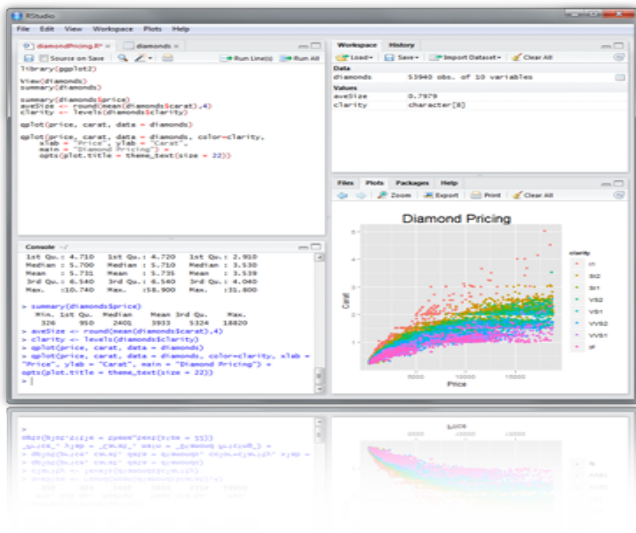 RStudio
File Edit View Workspace Plots Help
diamondPricing.R* diamonds
Source on Save Run Line(s) Run All
library(ggplot2)
View(diamonds)
summary(diamonds)
summary(diamonds$price)
aveSize <- round(mean(diamonds$carat),4)
clarity <- levels(diamonds$clarity)
qplot(price, carat, data = diamonds)
qplot(price, carat, data = diamonds, color=clarity,
xlab = "Price", ylab = "Carat",
main = "Diamond Pricing") +
opts(plot.title = theme_text(size = 22))
Console ~/
1st Qu.: 4.710 1st Qu.: 4.720 1st Qu.: 2.910
Median : 5.700 Median : 5.710 Median : 3.530
Mean : 5.731 Mean : 5.735 Mean : 3.539
3rd Qu.: 6.540 3rd Qu.: 6.540 3rd Qu.: 4.040
Max. :10.740 Max. :58.900 Max. :31.800
> summary(diamonds$price)
Min. 1st Qu. Median Mean 3rd Qu. Max.
326 950 2401 3933 5324 18820
> aveSize <- round(mean(diamonds$carat),4)
> clarity <- levels(diamonds$clarity)
> qplot(price, carat, data = diamonds)
> qplot(price, carat, data = diamonds, color=clarity, xlab =
"Price", ylab = "Carat", main = "Diamond Pricing") +
opts(plot.title = theme_text(size = 22))
>
Workspace History
Load Save Import Dataset Clear All
Data
diamonds 53940 obs. of 10 variables
Values
aveSize 0.7979
clarity character[8]
Files Plots Packages Help
Zoom Export Print Clear All
Diamond Pricing
Carat
5
4
3
2
1
5000 10000 15000
Price
clarity
I1
SI2
SI1
VS2
VS1
VVS2
VVS1
IF